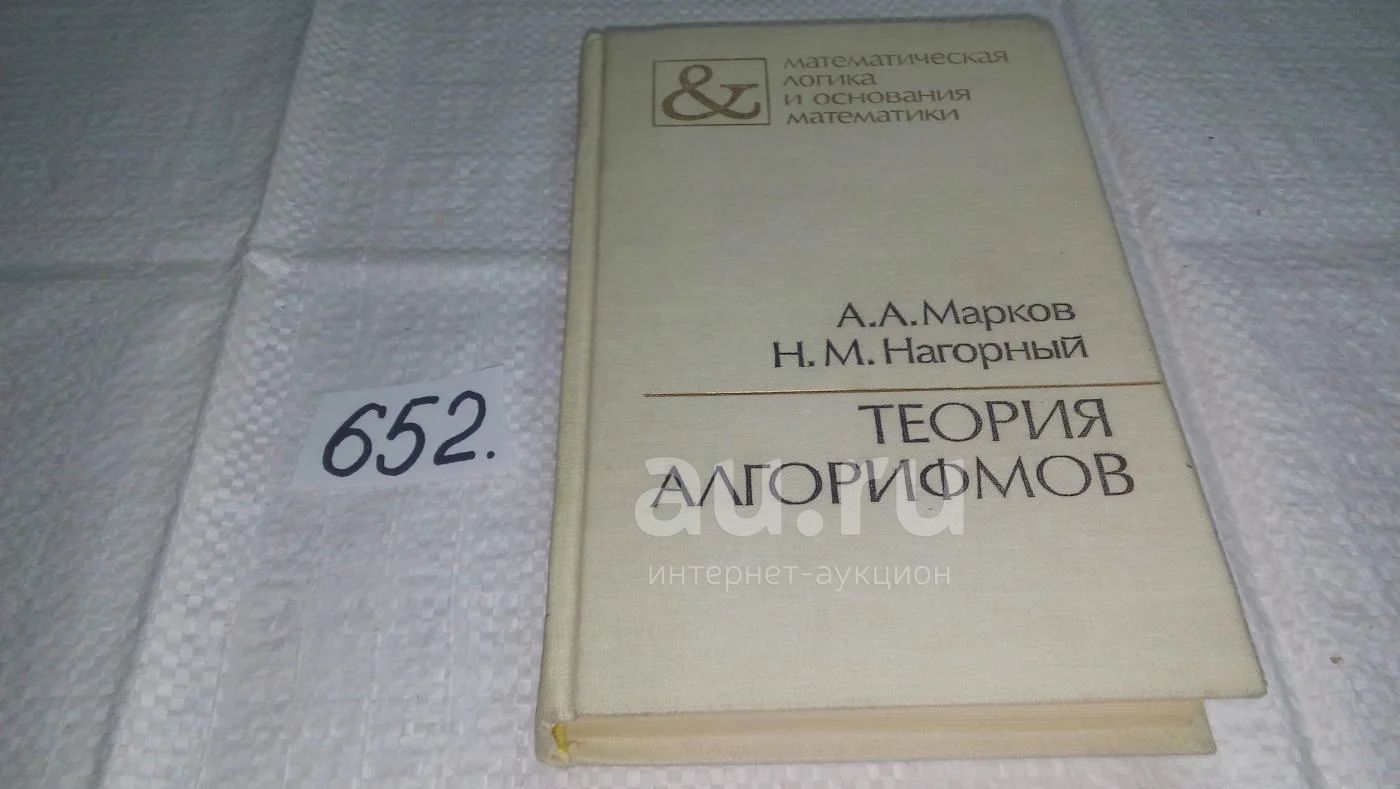 &
математическая
логика
и основания
математики
А.А.Марков
Н.М.Нагорный
ТЕОРИЯ
АЛГОРИФМОВ
652.
au.ru
интернет-аукцион